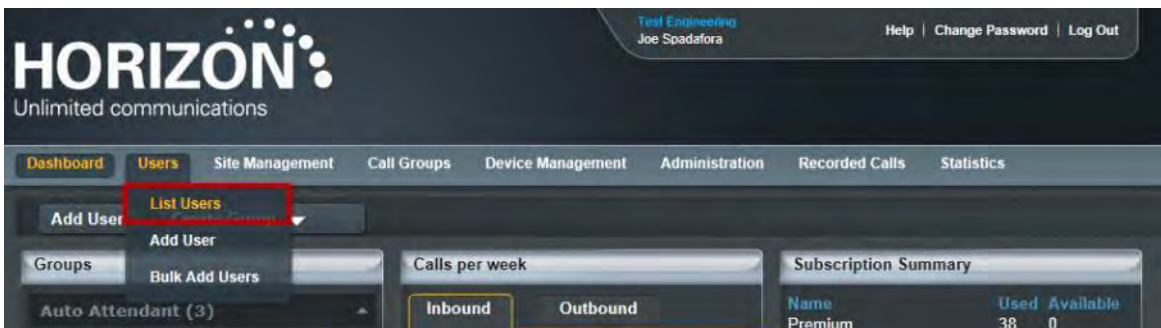 Test Engineering
Joe Spadafora
Help | Change Password | Log Out
HORIZON
Unlimited communications
Dashboard Users Site Management Call Groups Device Management Administration Recorded Calls Statistics
List Users
Add User
Add User
Bulk Add Users
Groups
Calls per week
Subscription Summary
Auto Attendant (3)
Inbound Outbound
Name Used Available
Premium 38 0